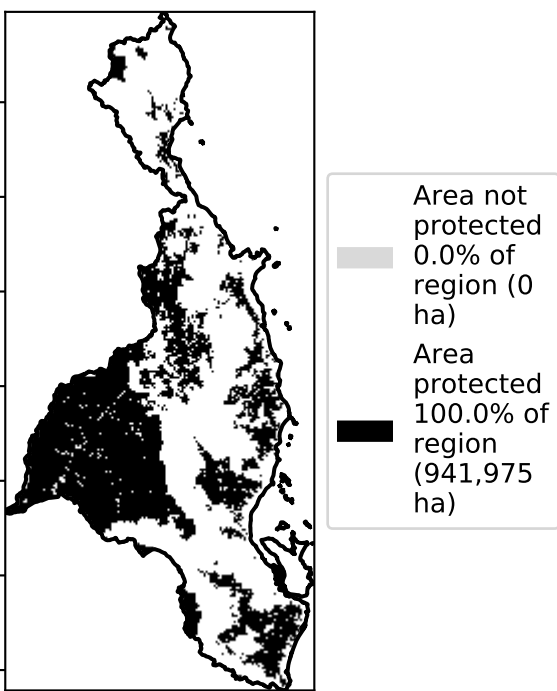 Area not
protected
0.0% of
region (0
ha)
Area
protected
100.0% of
region
(941,975
ha)